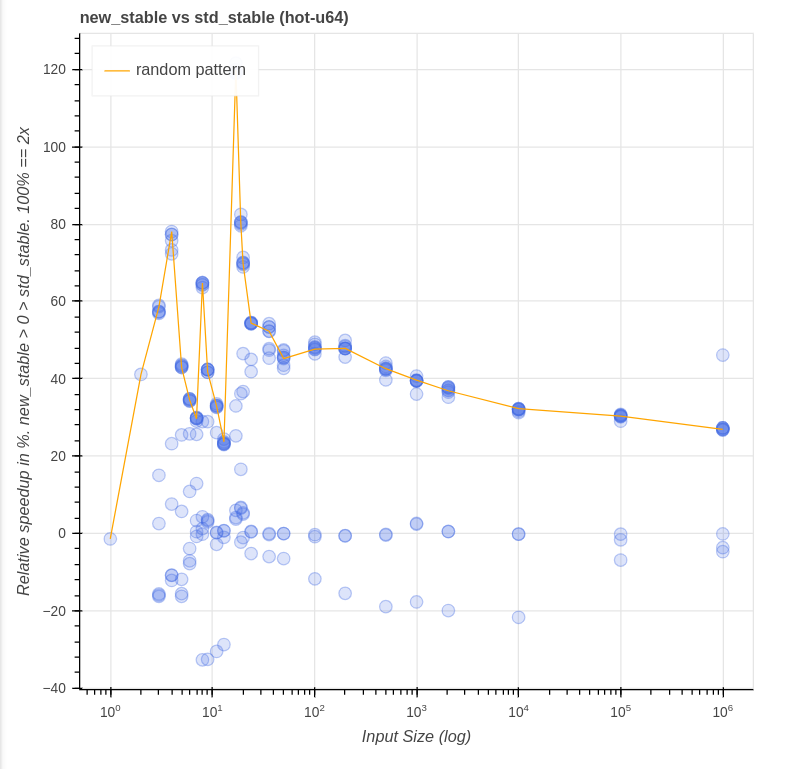 new_stable vs std_stable (hot-u64)
random pattern
Relative speedup in %. new_stable > 0 > std_stable. 100% == 2x
120
100
80
60
40
20
0
−20
−40
10⁰ 10¹ 10² 10³ 10⁴ 10⁵ 10⁶
Input Size (log)